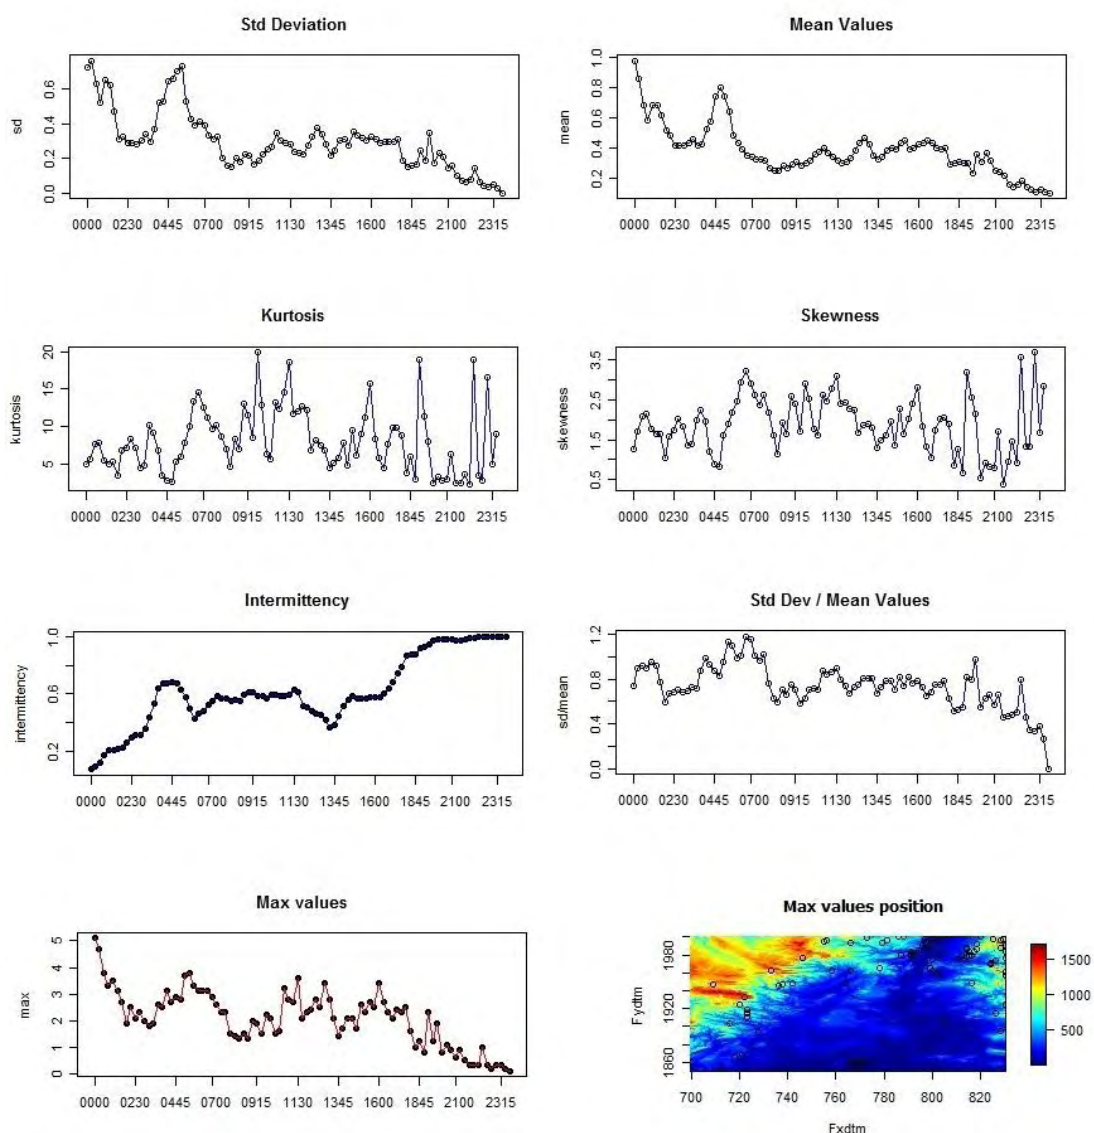 Std Deviation
sd
0.0 0.2 0.4 0.6
0000 0230 0445 0700 0915 1130 1345 1600 1845 2100 2315
Mean Values
mean
0.2 0.4 0.6 0.8 1.0
0000 0230 0445 0700 0915 1130 1345 1600 1845 2100 2315
Kurtosis
kurtosis
5 10 15 20
0000 0230 0445 0700 0915 1130 1345 1600 1845 2100 2315
Skewness
skewness
0.5 1.5 2.5 3.5
0000 0230 0445 0700 0915 1130 1345 1600 1845 2100 2315
Intermittency
intermittency
0.2 0.6 1.0
0000 0230 0445 0700 0915 1130 1345 1600 1845 2100 2315
Std Dev / Mean Values
sd/mean
0.0 0.4 0.8 1.2
0000 0230 0445 0700 0915 1130 1345 1600 1845 2100 2315
Max values
max
0 1 2 3 4 5
0000 0230 0445 0700 0915 1130 1345 1600 1845 2100 2315
Max values position
Fydtm
1860 1920 1980
700 720 740 760 780 800 820
Fxdtm
1500
1000
500